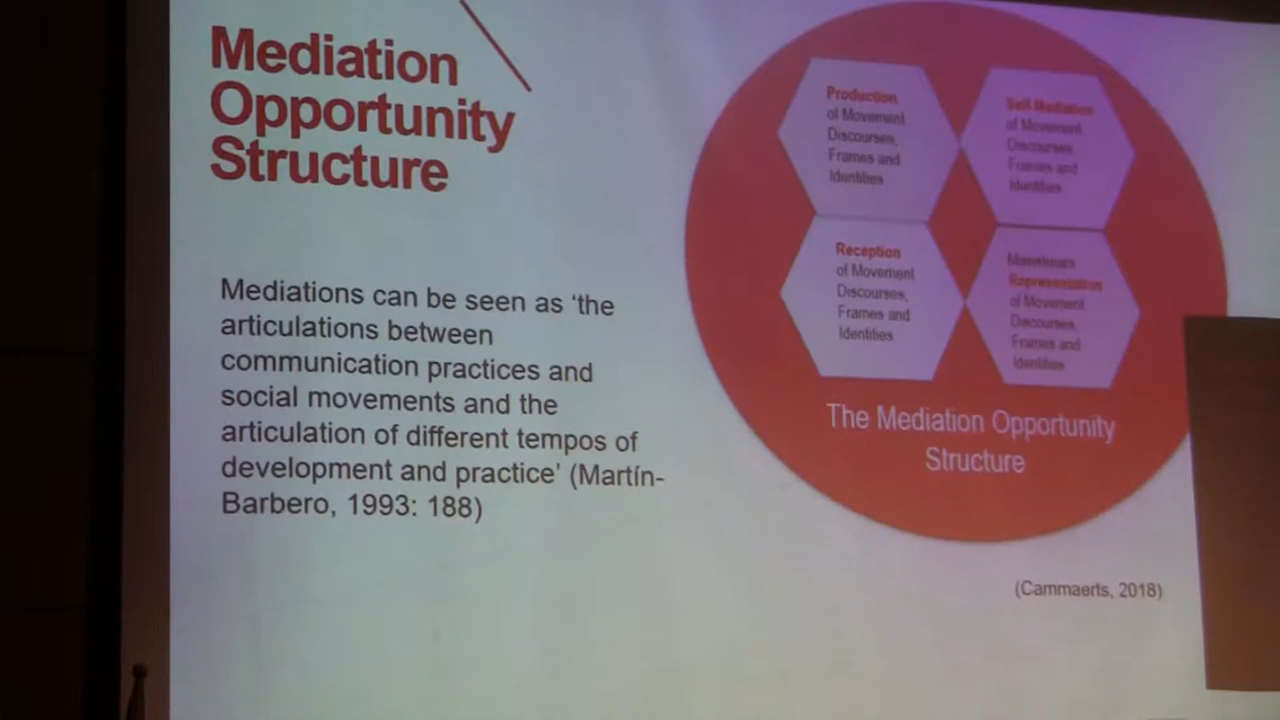 Mediation
Opportunity
Structure
Mediations can be seen as ‘the
articulations between
communication practices and
social movements and the
articulation of different tempos of
development and practice’ (Martín-
Barbero, 1993: 188)
Production
of Movement
Discourses,
Frames and
Identities
Self-Mediation
of Movement
Discourses,
Frames and
Identities
Reception
of Movement
Discourses,
Frames and
Identities
Mainstream
Representation
of Movement
Discourses,
Frames and
Identities
The Mediation Opportunity
Structure
(Cammaerts, 2018)